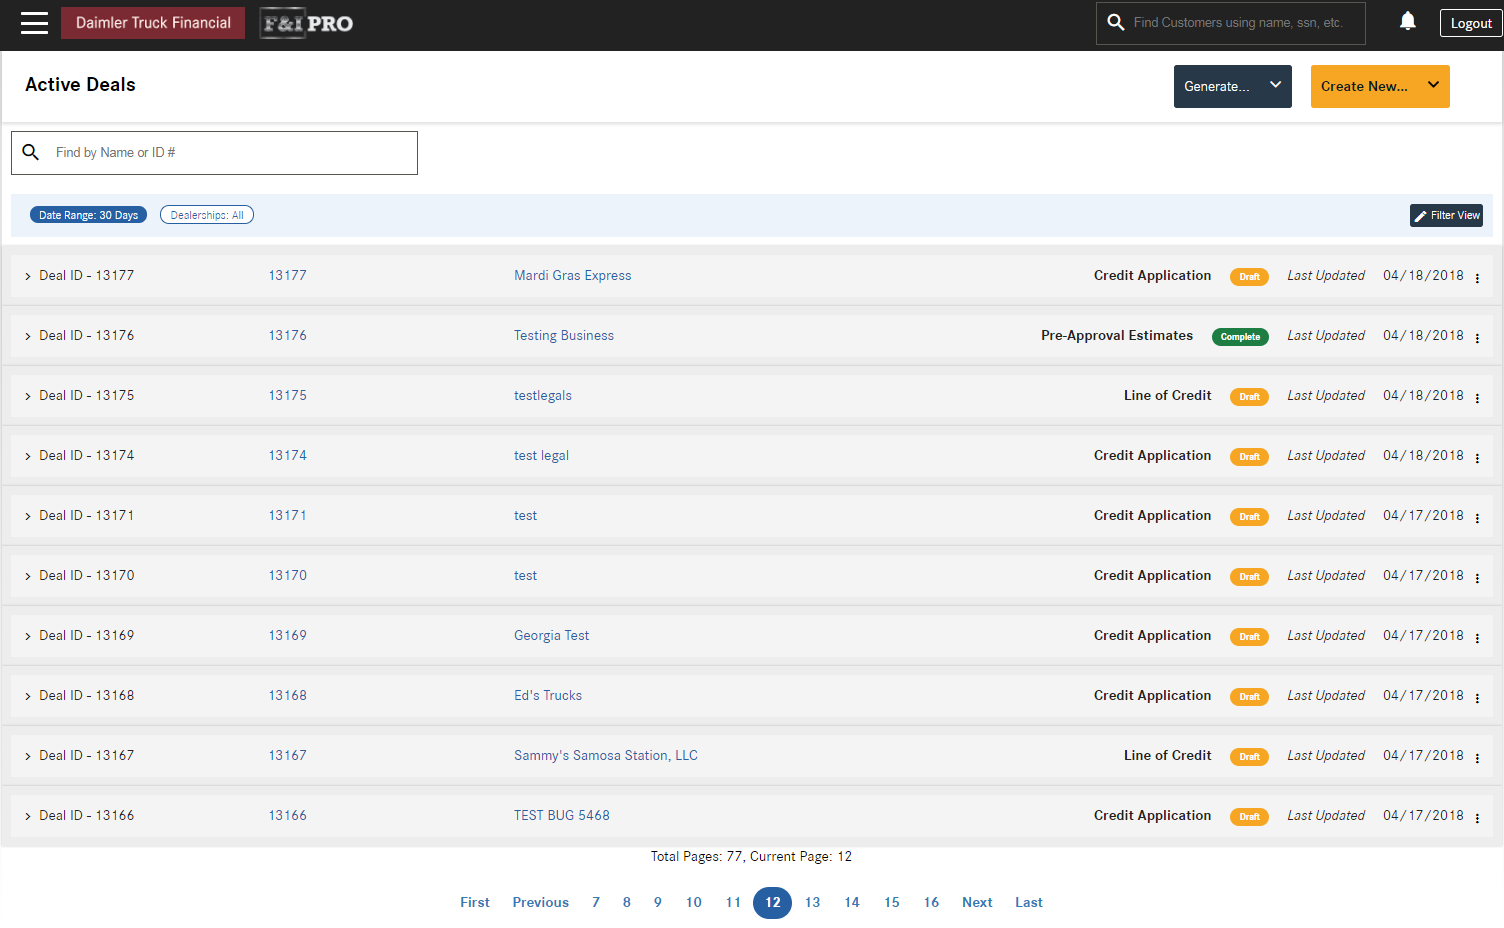 Daimler Truck Financial F&I PRO Find Customers using name, ssn, etc. Logout
Active Deals Generate... Create New...
Find by Name or ID #
Date Range: 30 Days Dealerships: All Filter View
Deal ID - 13177 13177 Mardi Gras Express Credit Application Draft Last Updated 04/18/2018
Deal ID - 13176 13176 Testing Business Pre-Approval Estimates Complete Last Updated 04/18/2018
Deal ID - 13175 13175 testlegals Line of Credit Draft Last Updated 04/18/2018
Deal ID - 13174 13174 test legal Credit Application Draft Last Updated 04/18/2018
Deal ID - 13171 13171 test Credit Application Draft Last Updated 04/17/2018
Deal ID - 13170 13170 test Credit Application Draft Last Updated 04/17/2018
Deal ID - 13169 13169 Georgia Test Credit Application Draft Last Updated 04/17/2018
Deal ID - 13168 13168 Ed's Trucks Credit Application Draft Last Updated 04/17/2018
Deal ID - 13167 13167 Sammy's Samosa Station, LLC Line of Credit Draft Last Updated 04/17/2018
Deal ID - 13166 13166 TEST BUG 5468 Credit Application Draft Last Updated 04/17/2018
Total Pages: 77, Current Page: 12
First Previous 7 8 9 10 11 12 13 14 15 16 Next Last